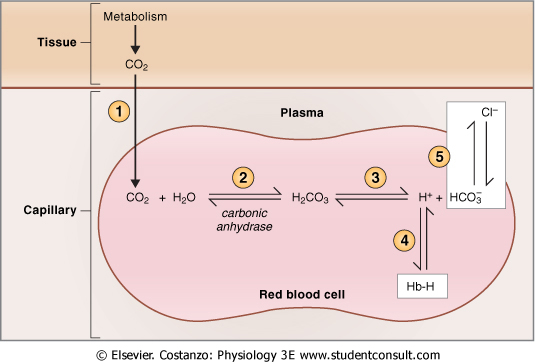 Metabolism
Tissue
CO₂
1
Plasma
Cl⁻
5
2
3
Capillary
CO₂ + H₂O
H₂CO₃
H⁺ + HCO₃⁻
carbonic
anhydrase
4
Hb-H
Red blood cell
© Elsevier. Costanzo: Physiology 3E www.studentconsult.com